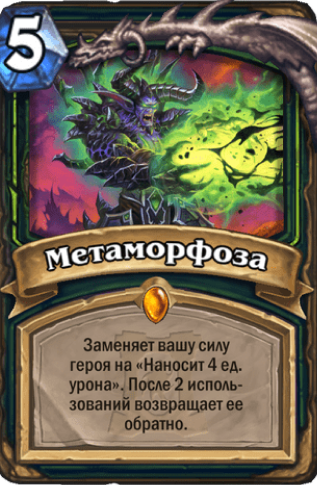 5
Метаморфоза
Заменяет вашу силу
героя на «Наносит 4 ед.
урона». После 2 исполь-
зований возвращает ее
обратно.